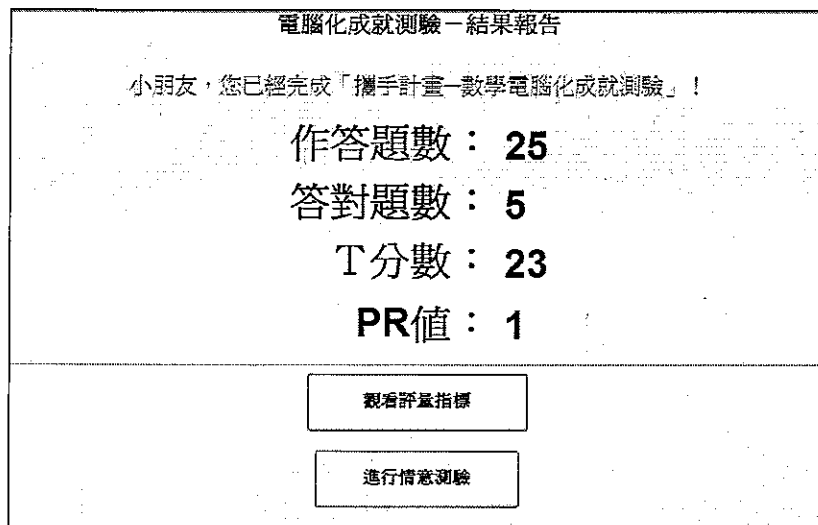 電腦化成就測驗－結果報告
小朋友，您已經完成「攜手計畫─數學電腦化成就測驗」！
作答題數： 25
答對題數： 5
T分數： 23
PR值： 1
觀看評量指標
進行情意測驗